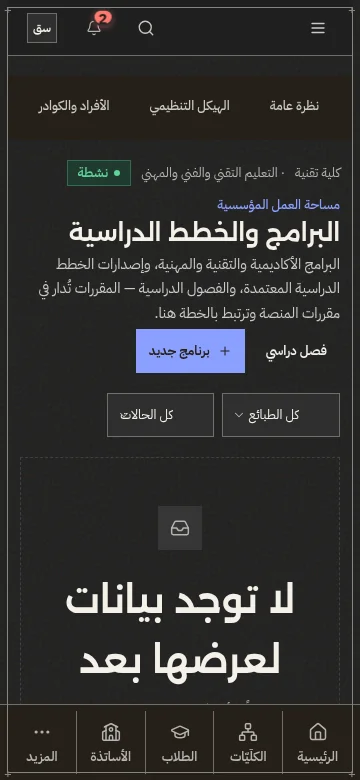 2
سق
نظرة عامة
الهيكل التنظيمي
الأفراد والكوادر
كلية تقنية · التعليم التقني والفني والمهني
نشطة
مساحة العمل المؤسسية
البرامج والخطط الدراسية
البرامج الأكاديمية والتقنية والمهنية، وإصدارات الخطط
الدراسية المعتمدة، والفصول الدراسية — المقررات تُدار في
مقررات المنصة وترتبط بالخطة هنا.
فصل دراسي
+ برنامج جديد
كل الطبائع
كل الحالات
لا توجد بيانات
لعرضها بعد
الرئيسية
الكليّات
الطلاب
الأساتذة
المزيد